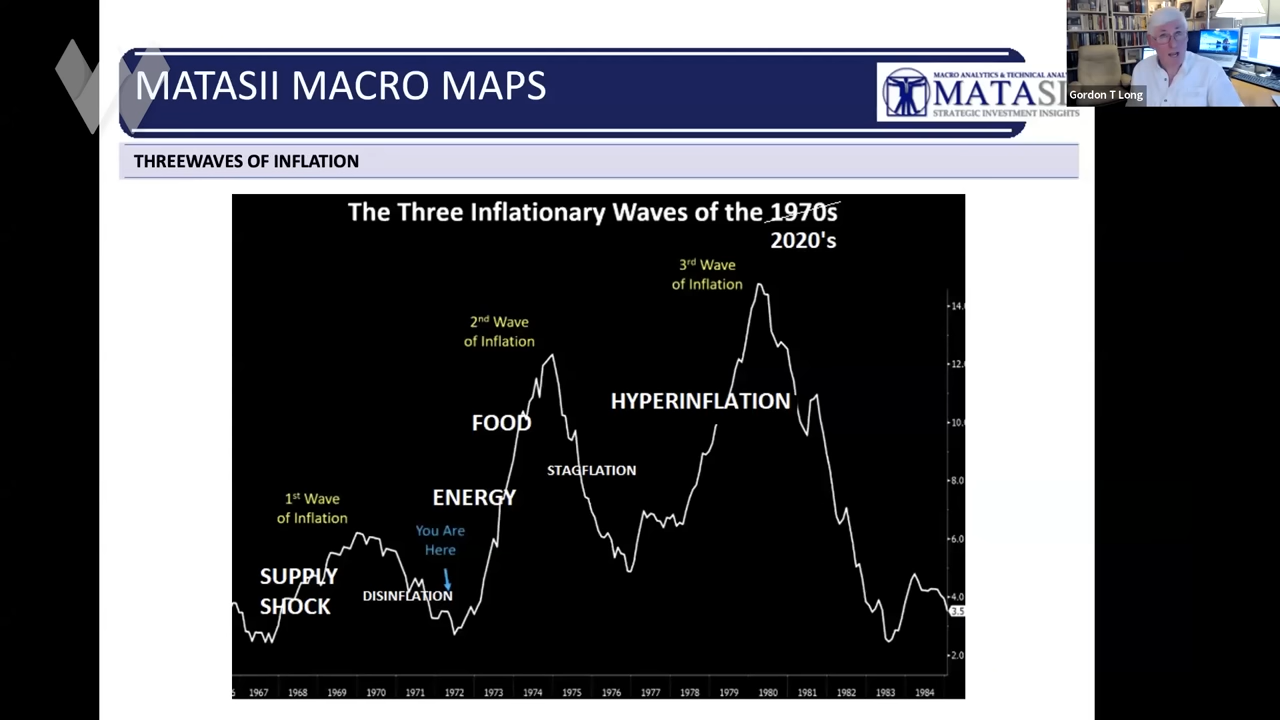 MATASII MACRO MAPS
MACRO ANALYTICS & TECHNICAL ANAL
MATASI
STRATEGIC INVESTMENT INSIGHTS
Gordon T Long
THREEWAVES OF INFLATION
The Three Inflationary Waves of the 1970s
2020's
3rd Wave
of Inflation
14.
2nd Wave
of Inflation
12.0
HYPERINFLATION
FOOD
10.0
STAGFLATION
8.0
1st Wave
of Inflation
ENERGY
You Are
Here
6.0
SUPPLY
SHOCK
DISINFLATION
4.0
3.5
2.0
6 1967 1968 1969 1970 1971 1972 1973 1974 1975 1976 1977 1978 1979 1980 1981 1982 1983 1984